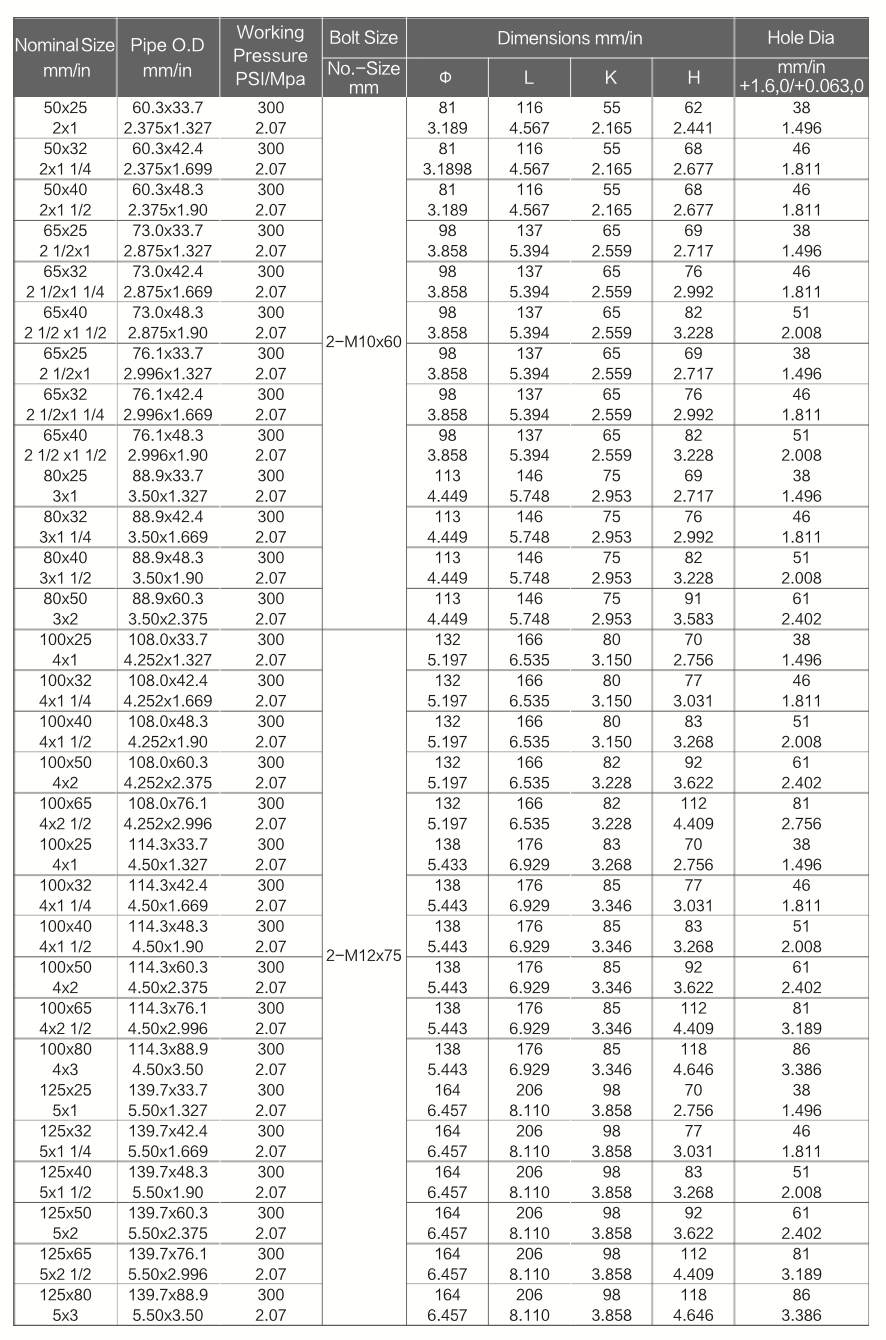 Nominal Size Pipe O.D Working Pressure Bolt Size Dimensions mm/in Hole Dia
mm/in mm/in PSI/Mpa No.-Size mm Φ L K H mm/in +1.6,0/+0.063,0
50x25 60.3x33.7 300 81 116 55 62 38
2x1 2.375x1.327 2.07 3.189 4.567 2.165 2.441 1.496
50x32 60.3x42.4 300 81 116 55 68 46
2x1 1/4 2.375x1.699 2.07 3.1898 4.567 2.165 2.677 1.811
50x40 60.3x48.3 300 81 116 55 68 46
2x1 1/2 2.375x1.90 2.07 3.189 4.567 2.165 2.677 1.811
65x25 73.0x33.7 300 98 137 65 69 38
2 1/2x1 2.875x1.327 2.07 3.858 5.394 2.559 2.717 1.496
65x32 73.0x42.4 300 98 137 65 76 46
2 1/2x1 1/4 2.875x1.669 2.07 3.858 5.394 2.559 2.992 1.811
65x40 73.0x48.3 300 98 137 65 82 51
2 1/2 x1 1/2 2.875x1.90 2.07 2-M10x60 3.858 5.394 2.559 3.228 2.008
65x25 76.1x33.7 300 98 137 65 69 38
2 1/2x1 2.996x1.327 2.07 3.858 5.394 2.559 2.717 1.496
65x32 76.1x42.4 300 98 137 65 76 46
2 1/2x1 1/4 2.996x1.669 2.07 3.858 5.394 2.559 2.992 1.811
65x40 76.1x48.3 300 98 137 65 82 51
2 1/2 x1 1/2 2.996x1.90 2.07 3.858 5.394 2.559 3.228 2.008
80x25 88.9x33.7 300 113 146 75 69 38
3x1 3.50x1.327 2.07 4.449 5.748 2.953 2.717 1.496
80x32 88.9x42.4 300 113 146 75 76 46
3x1 1/4 3.50x1.669 2.07 4.449 5.748 2.953 2.992 1.811
80x40 88.9x48.3 300 113 146 75 82 51
3x1 1/2 3.50x1.90 2.07 4.449 5.748 2.953 3.228 2.008
80x50 88.9x60.3 300 113 146 75 91 61
3x2 3.50x2.375 2.07 4.449 5.748 2.953 3.583 2.402
100x25 108.0x33.7 300 132 166 80 70 38
4x1 4.252x1.327 2.07 5.197 6.535 3.150 2.756 1.496
100x32 108.0x42.4 300 132 166 80 77 46
4x1 1/4 4.252x1.669 2.07 5.197 6.535 3.150 3.031 1.811
100x40 108.0x48.3 300 132 166 80 83 51
4x1 1/2 4.252x1.90 2.07 5.197 6.535 3.150 3.268 2.008
100x50 108.0x60.3 300 132 166 82 92 61
4x2 4.252x2.375 2.07 5.197 6.535 3.228 3.622 2.402
100x65 108.0x76.1 300 132 166 82 112 81
4x2 1/2 4.252x2.996 2.07 5.197 6.535 3.228 4.409 2.756
100x25 114.3x33.7 300 138 176 83 70 38
4x1 4.50x1.327 2.07 5.433 6.929 3.268 2.756 1.496
100x32 114.3x42.4 300 138 176 85 77 46
4x1 1/4 4.50x1.669 2.07 5.443 6.929 3.346 3.031 1.811
100x40 114.3x48.3 300 138 176 85 83 51
4x1 1/2 4.50x1.90 2.07 2-M12x75 5.443 6.929 3.346 3.268 2.008
100x50 114.3x60.3 300 138 176 85 92 61
4x2 4.50x2.375 2.07 5.443 6.929 3.346 3.622 2.402
100x65 114.3x76.1 300 138 176 85 112 81
4x2 1/2 4.50x2.996 2.07 5.443 6.929 3.346 4.409 3.189
100x80 114.3x88.9 300 138 176 85 118 86
4x3 4.50x3.50 2.07 5.443 6.929 3.346 4.646 3.386
125x25 139.7x33.7 300 164 206 98 70 38
5x1 5.50x1.327 2.07 6.457 8.110 3.858 2.756 1.496
125x32 139.7x42.4 300 164 206 98 77 46
5x1 1/4 5.50x1.669 2.07 6.457 8.110 3.858 3.031 1.811
125x40 139.7x48.3 300 164 206 98 83 51
5x1 1/2 5.50x1.90 2.07 6.457 8.110 3.858 3.268 2.008
125x50 139.7x60.3 300 164 206 98 92 61
5x2 5.50x2.375 2.07 6.457 8.110 3.858 3.622 2.402
125x65 139.7x76.1 300 164 206 98 112 81
5x2 1/2 5.50x2.996 2.07 6.457 8.110 3.858 4.409 3.189
125x80 139.7x88.9 300 164 206 98 118 86
5x3 5.50x3.50 2.07 6.457 8.110 3.858 4.646 3.386